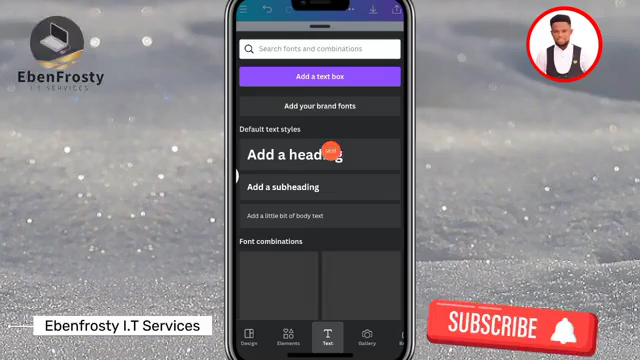 EbenFrosty
I.T SERVICES
Search fonts and combinations
Add a text box
Add your brand fonts
Default text styles
Add a heading
Add a subheading
Add a little bit of body text
Font combinations
Design
Elements
Text
Gallery
Ebenfrosty I.T Services
SUBSCRIBE